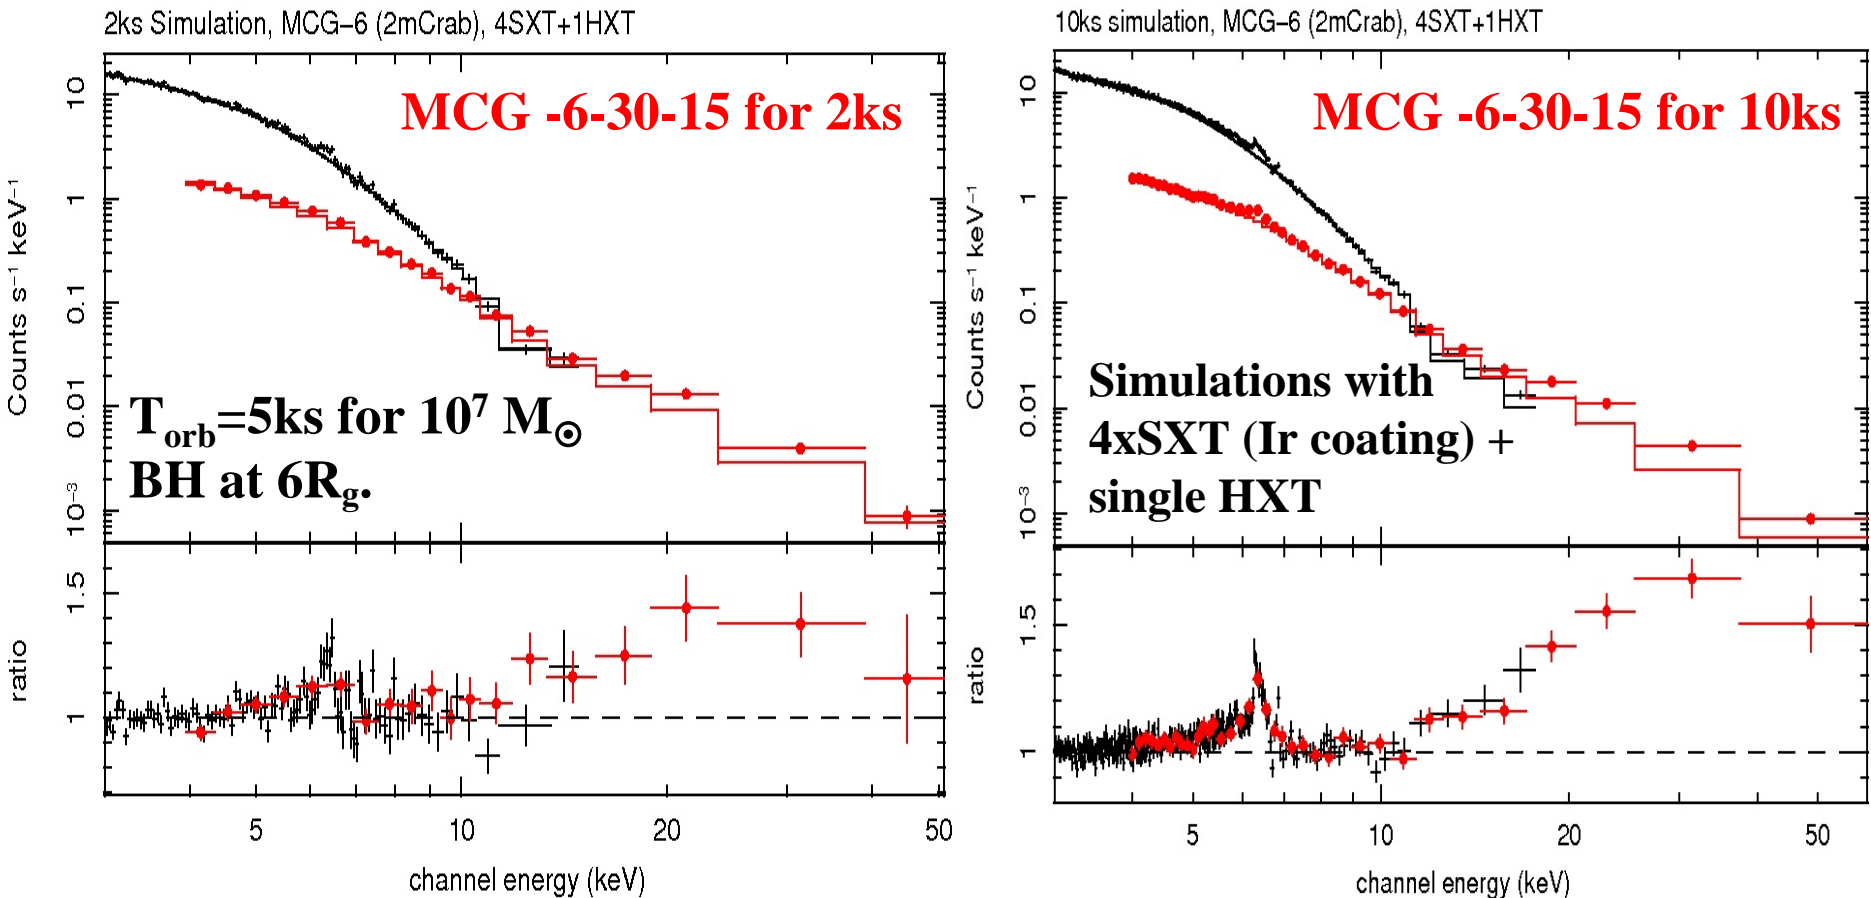 2ks Simulation, MCG−6 (2mCrab), 4SXT+1HXT
MCG -6-30-15 for 2ks
Counts s⁻¹ keV⁻¹
10
1
0.1
0.01
10⁻³
T_orb=5ks for 10⁷ M☉
BH at 6R_g.
ratio
1.5
1
5 10 20 50
channel energy (keV)
10ks simulation, MCG−6 (2mCrab), 4SXT+1HXT
MCG -6-30-15 for 10ks
Counts s⁻¹ keV⁻¹
10
1
0.1
0.01
10⁻³
Simulations with
4xSXT (Ir coating) +
single HXT
ratio
1.5
1
5 10 20 50
channel energy (keV)